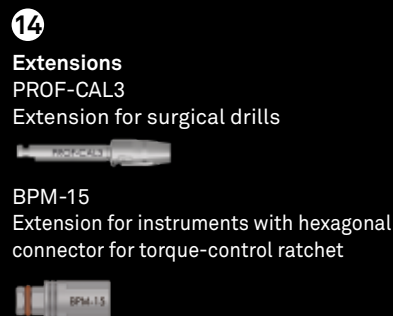 14
Extensions
PROF-CAL3
Extension for surgical drills
PROF-CAL3
BPM-15
Extension for instruments with hexagonal
connector for torque-control ratchet
BPM-15